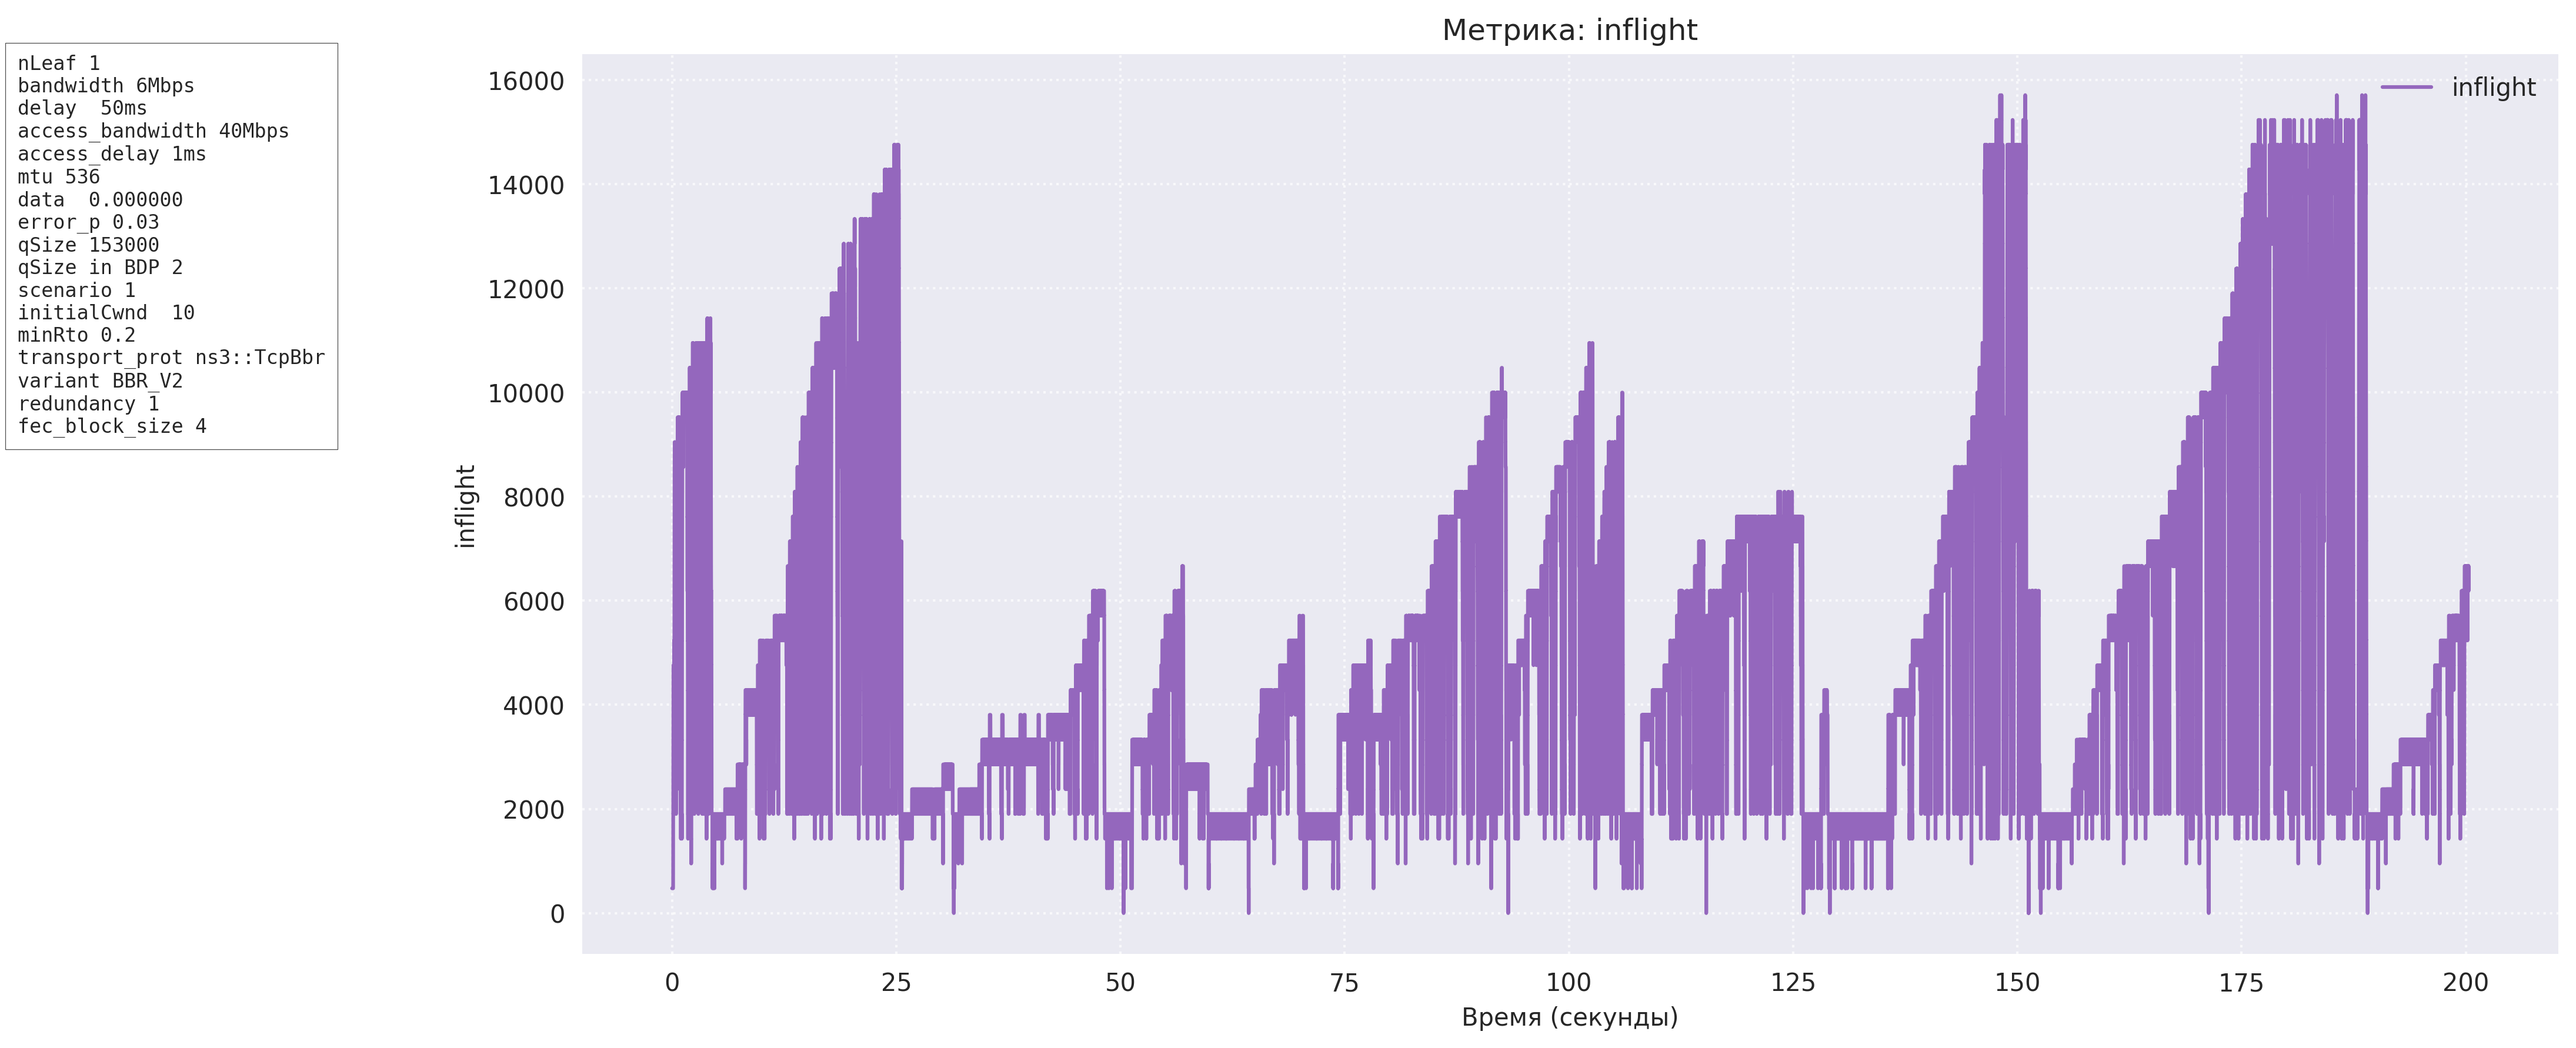 Метрика: inflight
nLeaf 1
bandwidth 6Mbps
delay  50ms
access_bandwidth 40Mbps
access_delay 1ms
mtu 536
data  0.000000
error_p 0.03
qSize 153000
qSize in BDP 2
scenario 1
initialCwnd  10
minRto 0.2
transport_prot ns3::TcpBbr
variant BBR_V2
redundancy 1
fec_block_size 4
inflight
16000
14000
12000
10000
8000
6000
4000
2000
0
inflight
0 25 50 75 100 125 150 175 200
Время (секунды)